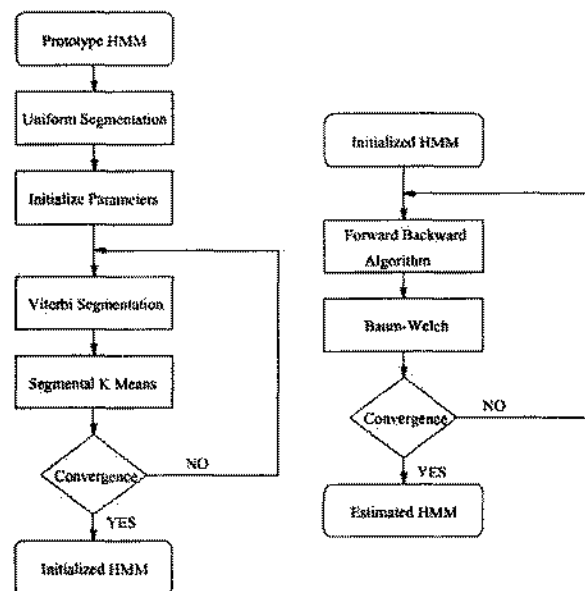 Prototype HMM
Uniform Segmentation
Initialize Parameters
Viterbi Segmentation
Segmental K Means
Convergence
NO
YES
Initialized HMM
Initialized HMM
Forward Backward
Algorithm
Baum-Welch
Convergence
NO
YES
Estimated HMM